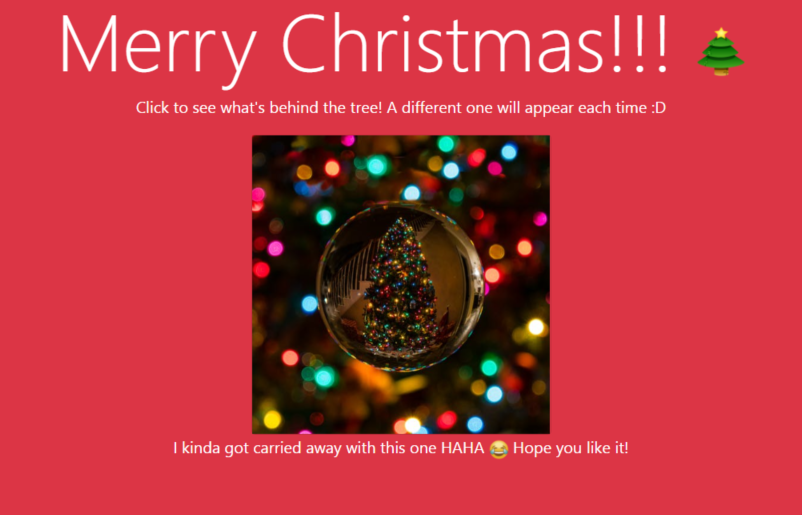 Merry Christmas!!! 🎄
Click to see what's behind the tree! A different one will appear each time :D
I kinda got carried away with this one HAHA 😂 Hope you like it!